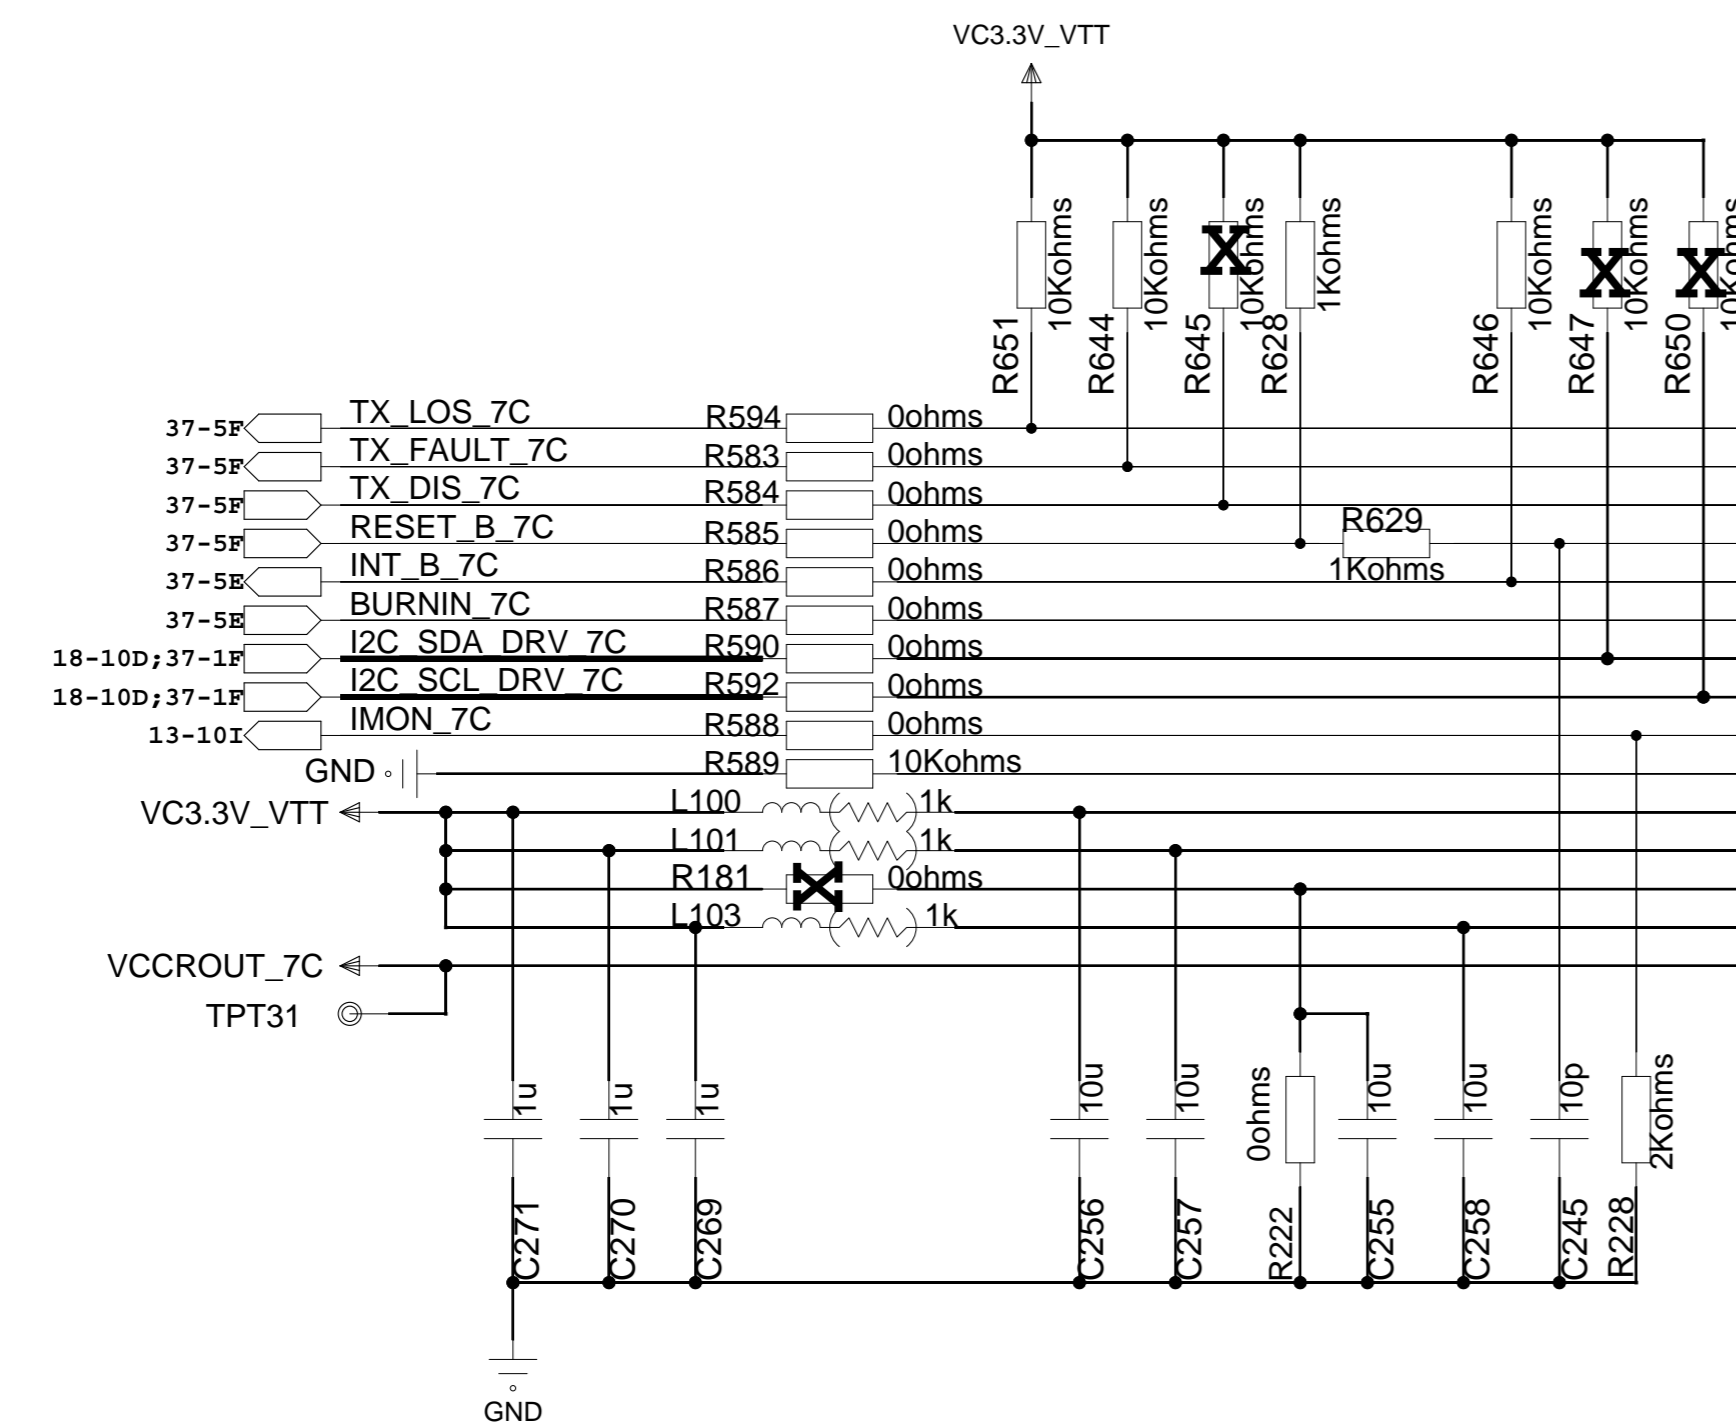 VC3.3V_VTT
R651 10Kohms
R644 10Kohms
R645 10Kohms
R628 1Kohms
R646 10Kohms
R647 10Kohms
R650 10Kohms
37-5F TX_LOS_7C R594 0ohms
37-5F TX_FAULT_7C R583 0ohms
37-5F TX_DIS_7C R584 0ohms
37-5F RESET_B_7C R585 0ohms R629
1Kohms
37-5E INT_B_7C R586 0ohms
37-5E BURNIN_7C R587 0ohms
18-10D;37-1F I2C_SDA_DRV_7C R590 0ohms
18-10D;37-1F I2C_SCL_DRV_7C R592 0ohms
13-10I IMON_7C R588 0ohms
GND R589 10Kohms
VC3.3V_VTT L100 1k
L101 1k
R181 0ohms
L103 1k
VCCROUT_7C
TPT31
1u C271
1u C270
1u C269
10u C256
10u C257
0ohms R222
10u C255
10u C258
10p C245
2Kohms R228
GND